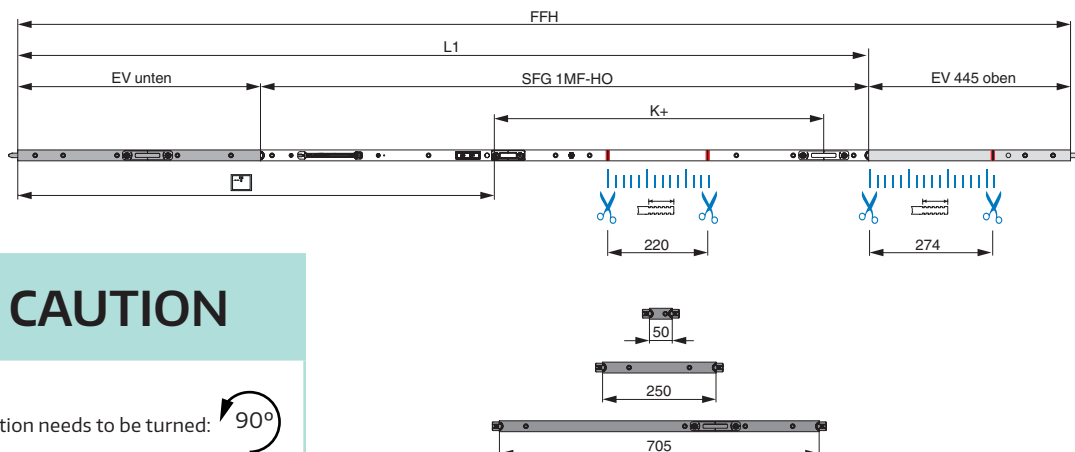 FFH
L1
EV unten
SFG 1MF-HO
EV 445 oben
K+
220
274
CAUTION
50
250
tion needs to be turned: 90°
705